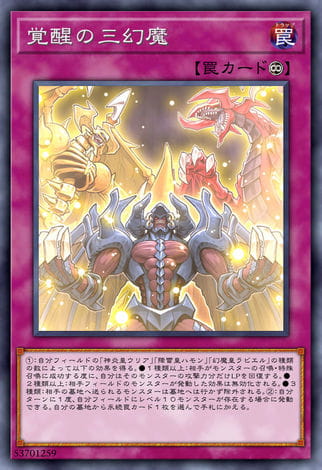 覚醒の三幻魔
トラップ
罠
【罠カード】
①:自分フィールドの「神炎皇ウリア」「降雷皇ハモン」「幻魔皇ラビエル」の種類
の数によって以下の効果を得る。●1種類以上:相手がモンスターの召喚・特殊
召喚に成功する度に、自分はそのモンスターの攻撃力分だけLPを回復する。●
2種類以上:相手フィールドのモンスターが発動した効果は無効化される。●3
種類:相手の墓地へ送られるモンスターは墓地へは行かず除外される。②:自分タ
ーンに1度、自分フィールドにレベル10モンスターが存在する場合に発動
できる。自分の墓地から永続罠カード1枚を選んで手札に加える。
53701259